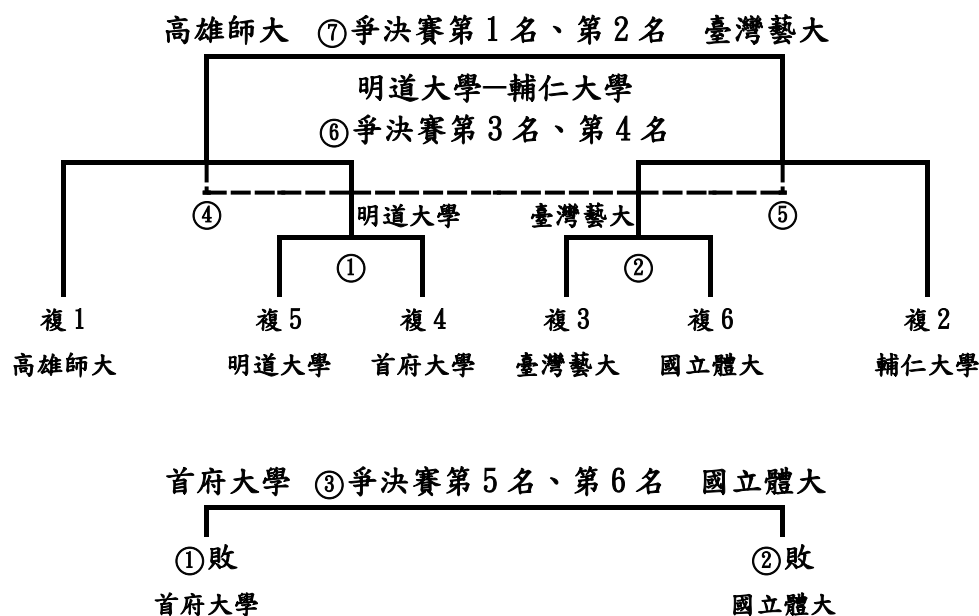 高雄師大 ⑦爭決賽第1名、第2名 臺灣藝大
明道大學—輔仁大學
⑥爭決賽第3名、第4名
④ 明道大學 臺灣藝大 ⑤
① ②
複1 複5 複4 複3 複6 複2
高雄師大 明道大學 首府大學 臺灣藝大 國立體大 輔仁大學
首府大學 ③爭決賽第5名、第6名 國立體大
①敗 ②敗
首府大學 國立體大